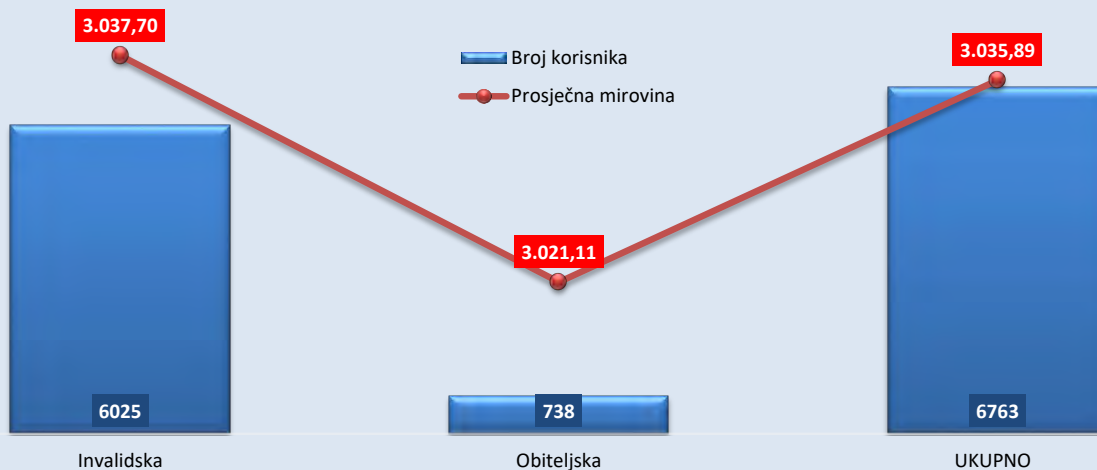 3.037,70
3.035,89
Broj korisnika
Prosječna mirovina
3.021,11
6025
738
6763
Invalidska
Obiteljska
UKUPNO